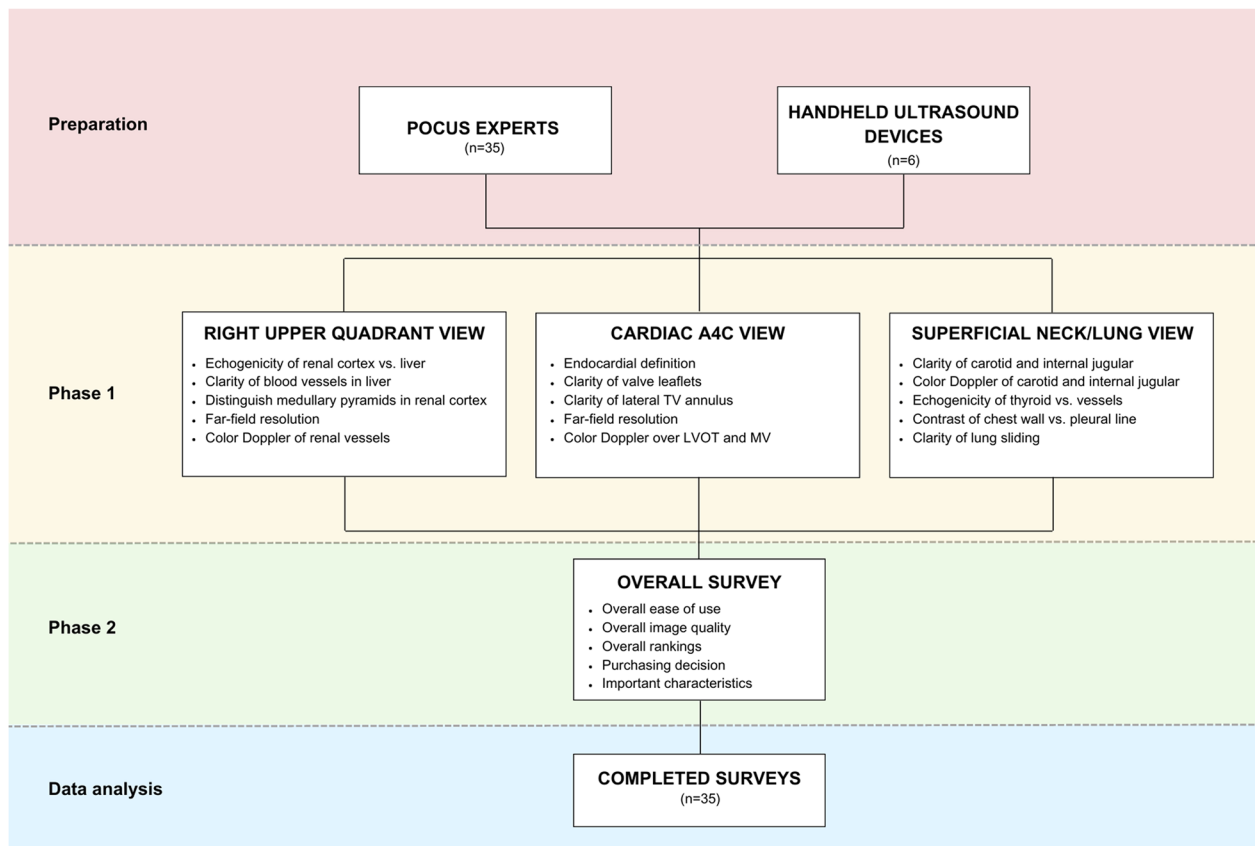 Preparation
POCUS EXPERTS
(n=35)
HANDHELD ULTRASOUND
DEVICES
(n=6)
Phase 1
RIGHT UPPER QUADRANT VIEW
• Echogenicity of renal cortex vs. liver
• Clarity of blood vessels in liver
• Distinguish medullary pyramids in renal cortex
• Far-field resolution
• Color Doppler of renal vessels
CARDIAC A4C VIEW
• Endocardial definition
• Clarity of valve leaflets
• Clarity of lateral TV annulus
• Far-field resolution
• Color Doppler over LVOT and MV
SUPERFICIAL NECK/LUNG VIEW
• Clarity of carotid and internal jugular
• Color Doppler of carotid and internal jugular
• Echogenicity of thyroid vs. vessels
• Contrast of chest wall vs. pleural line
• Clarity of lung sliding
Phase 2
OVERALL SURVEY
• Overall ease of use
• Overall image quality
• Overall rankings
• Purchasing decision
• Important characteristics
Data analysis
COMPLETED SURVEYS
(n=35)